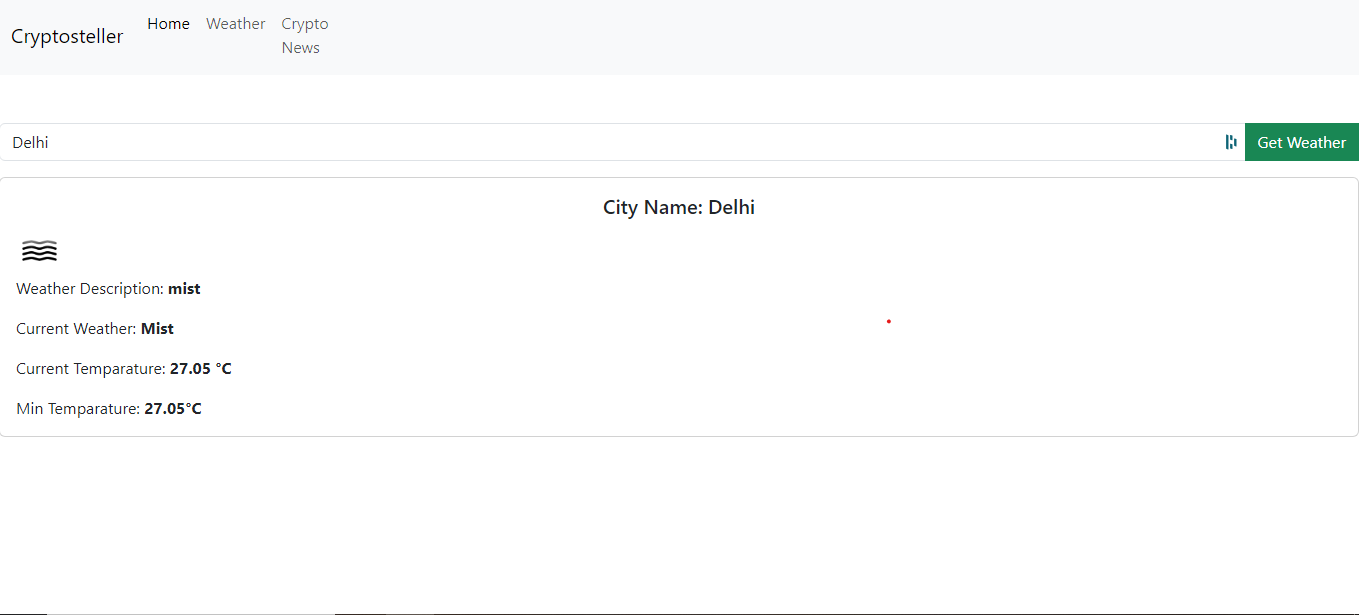 Cryptosteller Home Weather Crypto
News
Delhi Get Weather
City Name: Delhi
Weather Description: mist
Current Weather: Mist
Current Temparature: 27.05 °C
Min Temparature: 27.05°C